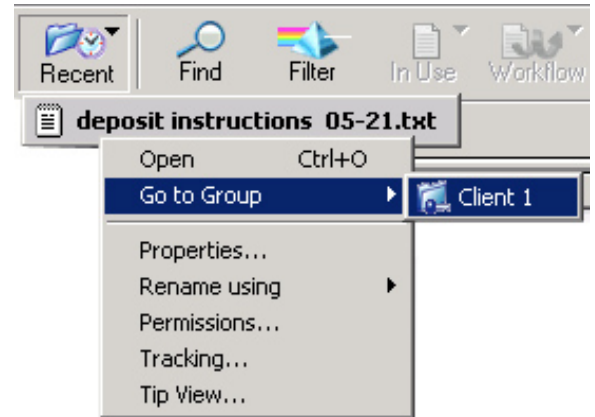 Recent Find Filter In Use Workflow
deposit instructions 05-21.txt
Open Ctrl+O
Go to Group Client 1
Properties...
Rename using
Permissions...
Tracking...
Tip View...